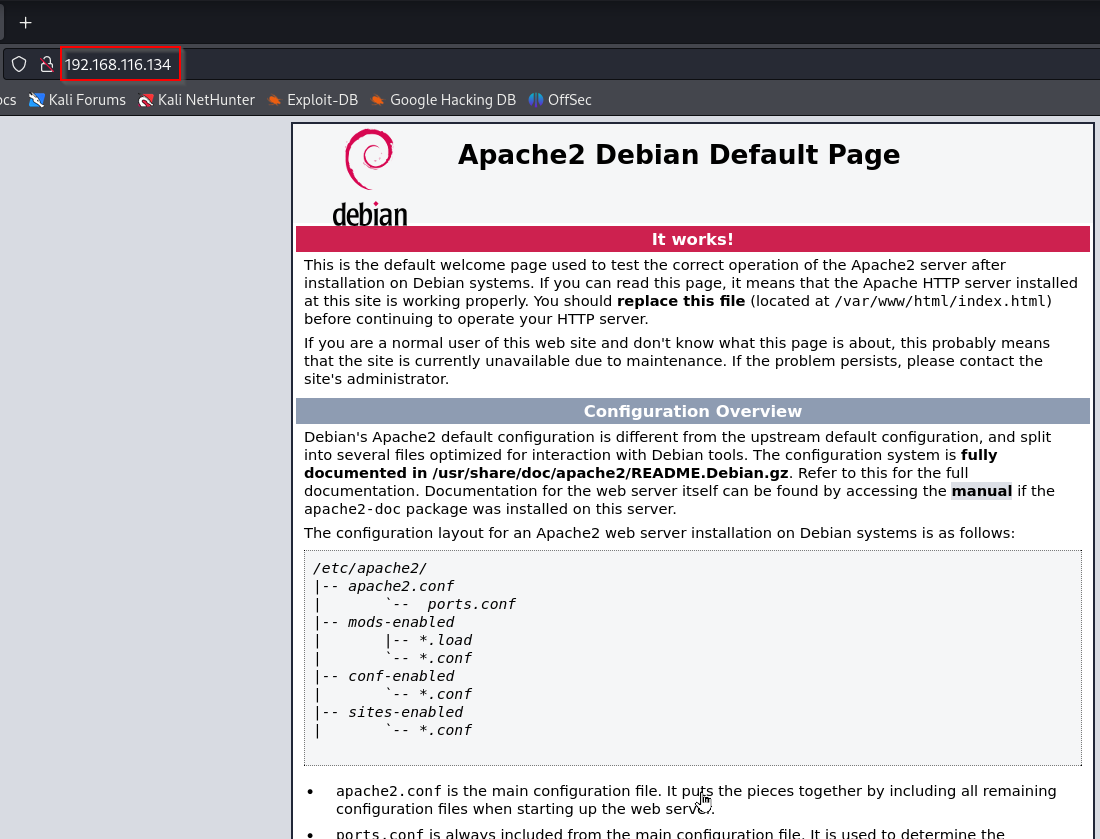 +
192.168.116.134
ocs Kali Forums Kali NetHunter Exploit-DB Google Hacking DB OffSec
debian
Apache2 Debian Default Page
It works!
This is the default welcome page used to test the correct operation of the Apache2 server after
installation on Debian systems. If you can read this page, it means that the Apache HTTP server installed
at this site is working properly. You should replace this file (located at /var/www/html/index.html)
before continuing to operate your HTTP server.
If you are a normal user of this web site and don't know what this page is about, this probably means
that the site is currently unavailable due to maintenance. If the problem persists, please contact the
site's administrator.
Configuration Overview
Debian's Apache2 default configuration is different from the upstream default configuration, and split
into several files optimized for interaction with Debian tools. The configuration system is fully
documented in /usr/share/doc/apache2/README.Debian.gz. Refer to this for the full
documentation. Documentation for the web server itself can be found by accessing the manual if the
apache2-doc package was installed on this server.
The configuration layout for an Apache2 web server installation on Debian systems is as follows:
/etc/apache2/
|-- apache2.conf
|       `--  ports.conf
|-- mods-enabled
|       |-- *.load
|       `-- *.conf
|-- conf-enabled
|       `-- *.conf
|-- sites-enabled
|       `-- *.conf
• apache2.conf is the main configuration file. It puts the pieces together by including all remaining
configuration files when starting up the web server.
• ports.conf is always included from the main configuration file. It is used to determine the